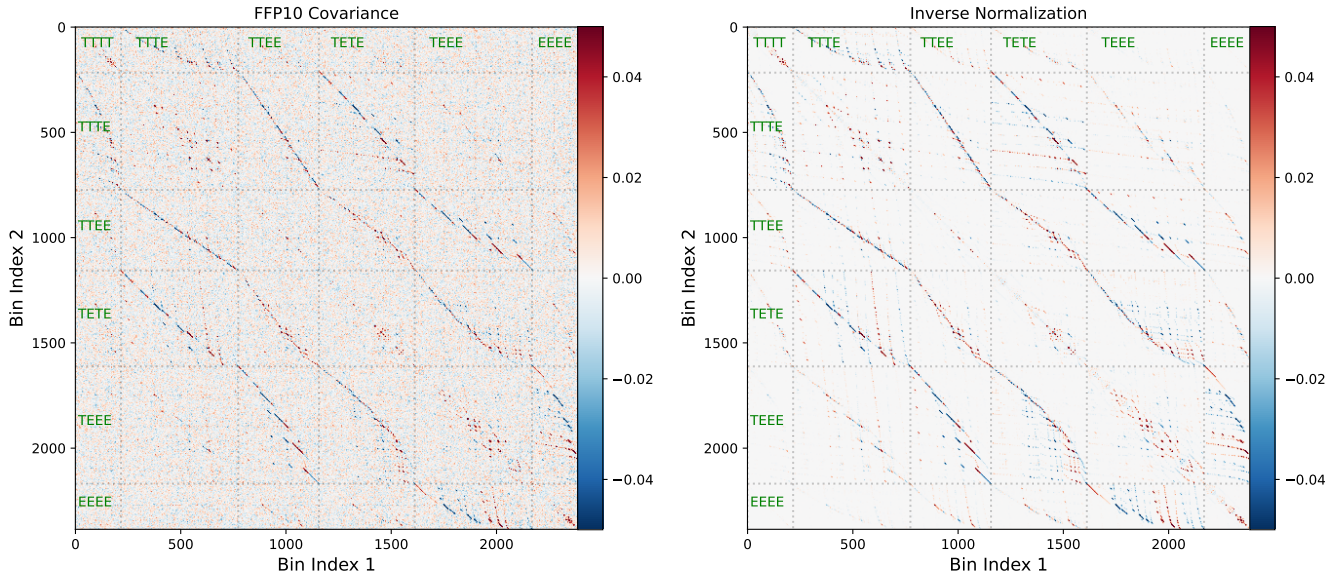 FFP10 Covariance
TTTT TTTE TTEE TETE TEEE EEEE
TTTE
TTEE
TETE
TEEE
EEEE
0
500
1000
1500
2000
0 500 1000 1500 2000
Bin Index 1
Bin Index 2
0.04
0.02
0.00
−0.02
−0.04
Inverse Normalization
TTTT TTTE TTEE TETE TEEE EEEE
TTTE
TTEE
TETE
TEEE
EEEE
0
500
1000
1500
2000
0 500 1000 1500 2000
Bin Index 1
Bin Index 2
0.04
0.02
0.00
−0.02
−0.04